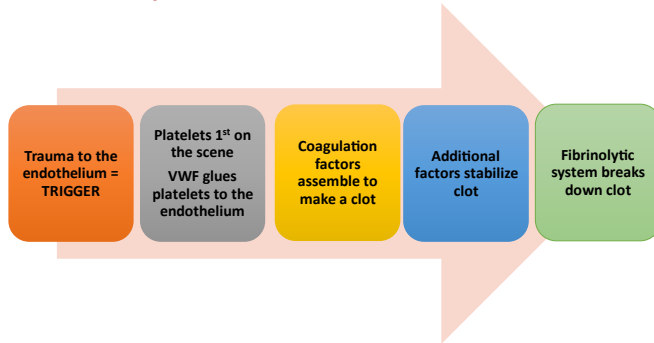 Trauma to the
endothelium =
TRIGGER
Platelets 1st on
the scene
VWF glues
platelets to the
endothelium
Coagulation
factors
assemble to
make a clot
Additional
factors stabilize
clot
Fibrinolytic
system breaks
down clot